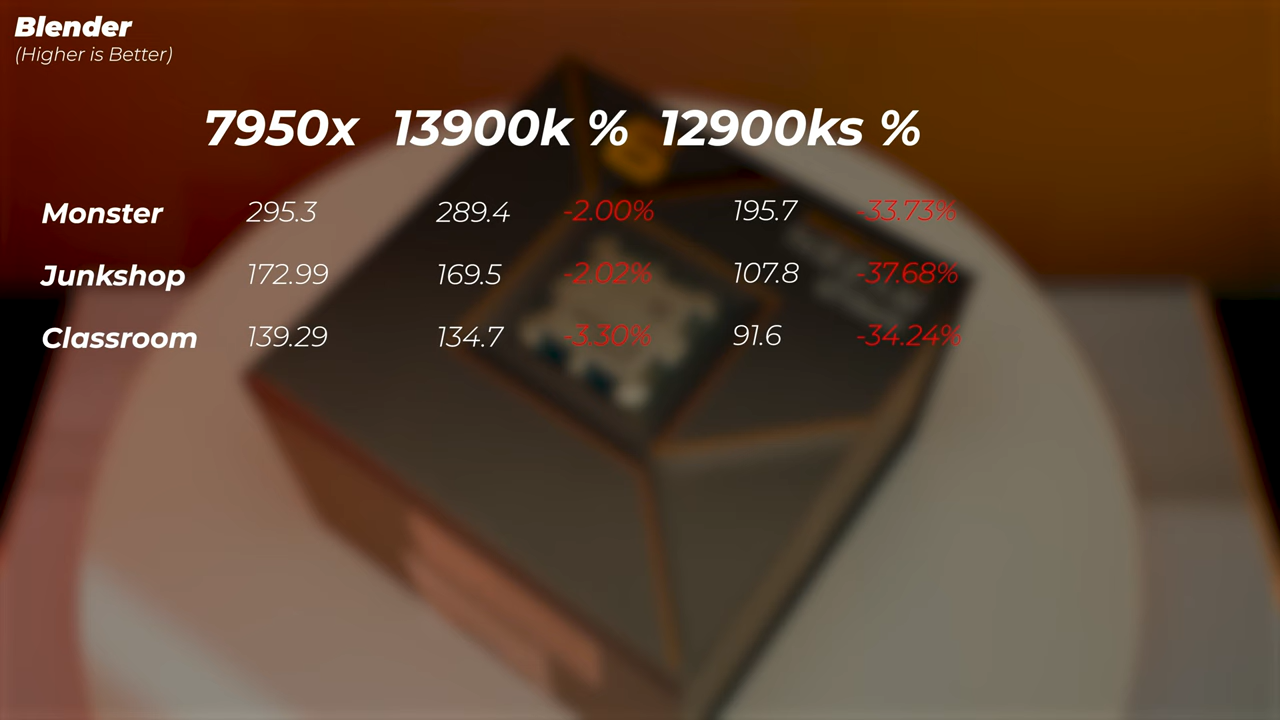 Blender
(Higher is Better)
7950x 13900k % 12900ks %
Monster 295.3 289.4 -2.00% 195.7 -33.73%
Junkshop 172.99 169.5 -2.02% 107.8 -37.68%
Classroom 139.29 134.7 -3.30% 91.6 -34.24%